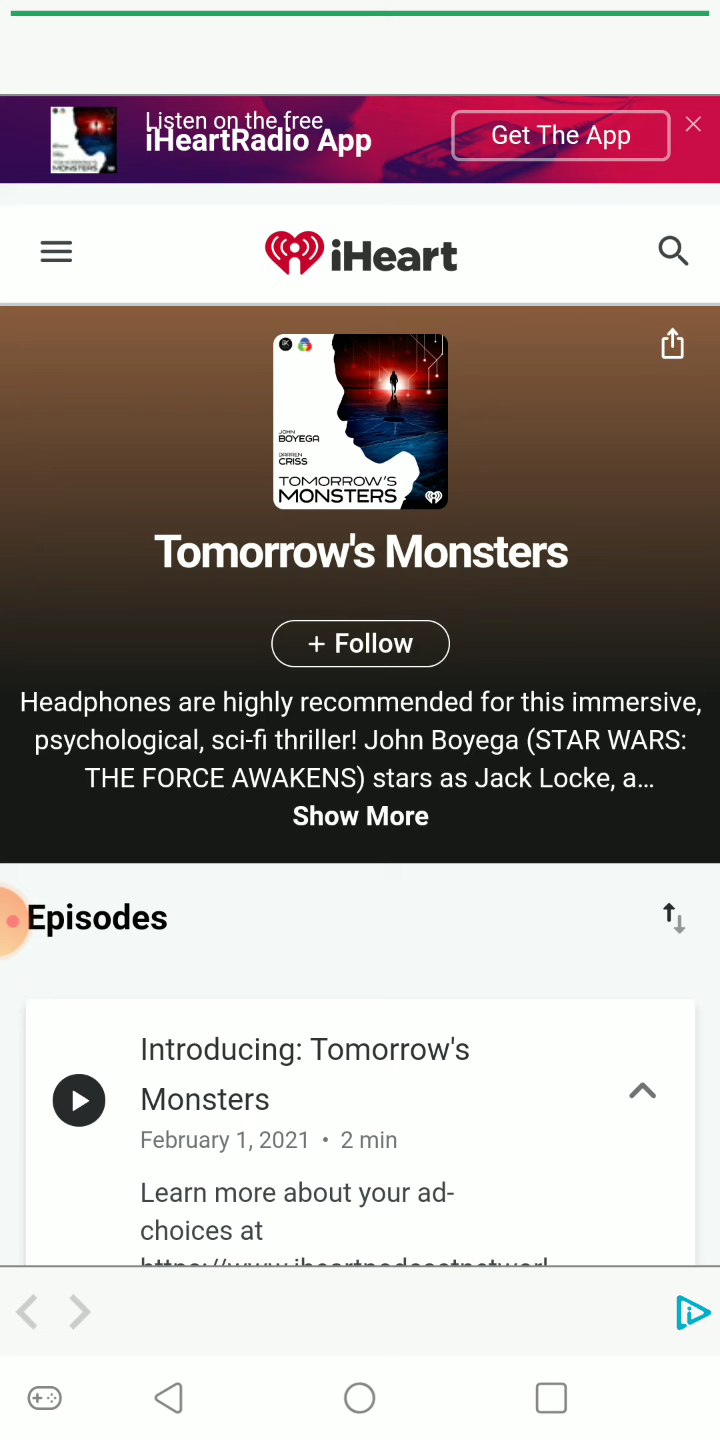 Listen on the free
iHeartRadio App
Get The App
iHeart
JOHN
BOYEGA
DARREN
CRISS
TOMORROW'S
MONSTERS
Tomorrow's Monsters
+ Follow
Headphones are highly recommended for this immersive,
psychological, sci-fi thriller! John Boyega (STAR WARS:
THE FORCE AWAKENS) stars as Jack Locke, a...
Show More
Episodes
Introducing: Tomorrow's
Monsters
February 1, 2021 • 2 min
Learn more about your ad-
choices at
https://www.iheartpodcastnetwork